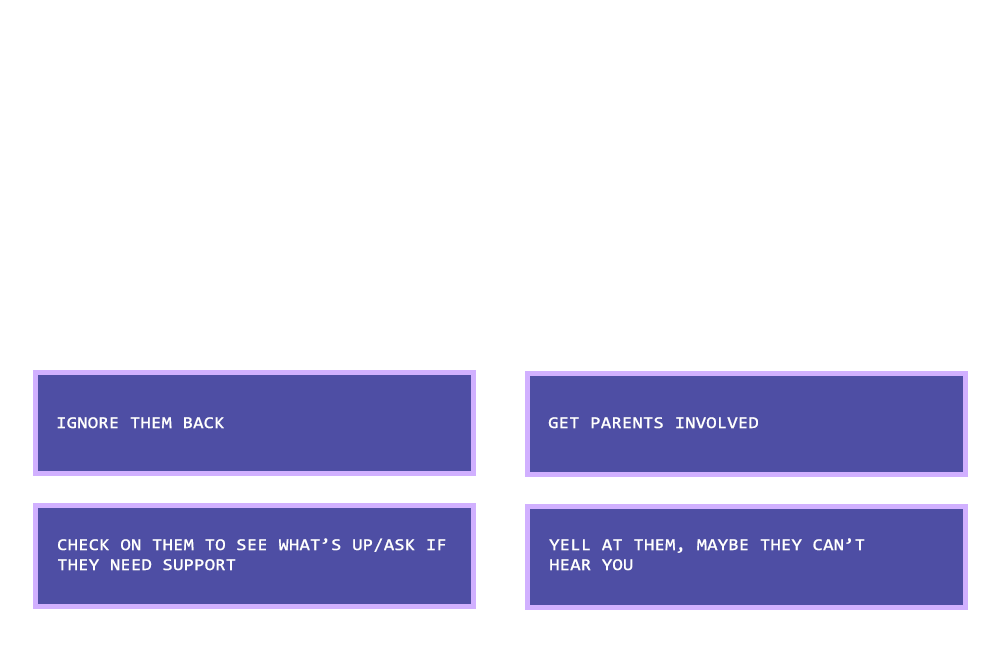 IGNORE THEM BACK
GET PARENTS INVOLVED
CHECK ON THEM TO SEE WHAT’S UP/ASK IF
THEY NEED SUPPORT
YELL AT THEM, MAYBE THEY CAN’T
HEAR YOU